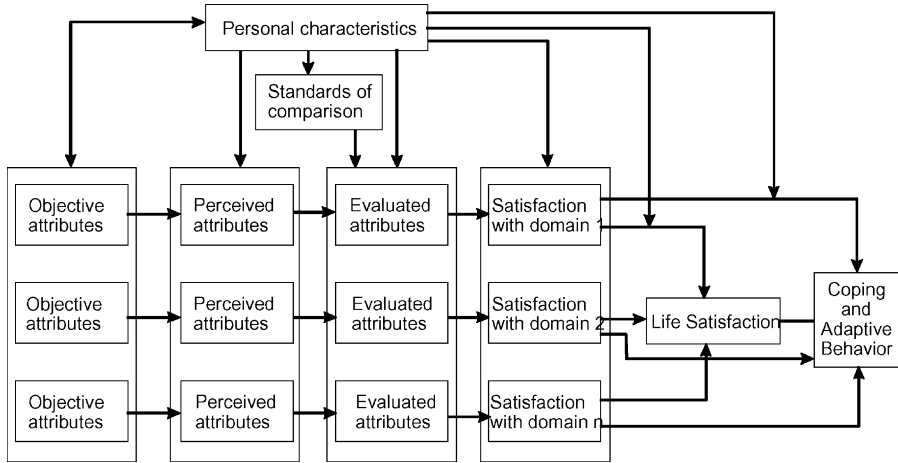 Personal characteristics
Standards of
comparison
Objective
attributes
Perceived
attributes
Evaluated
attributes
Satisfaction
with domain 1
Objective
attributes
Perceived
attributes
Evaluated
attributes
Satisfaction
with domain 2
Life Satisfaction
Coping
and
Adaptive
Behavior
Objective
attributes
Perceived
attributes
Evaluated
attributes
Satisfaction
with domain n